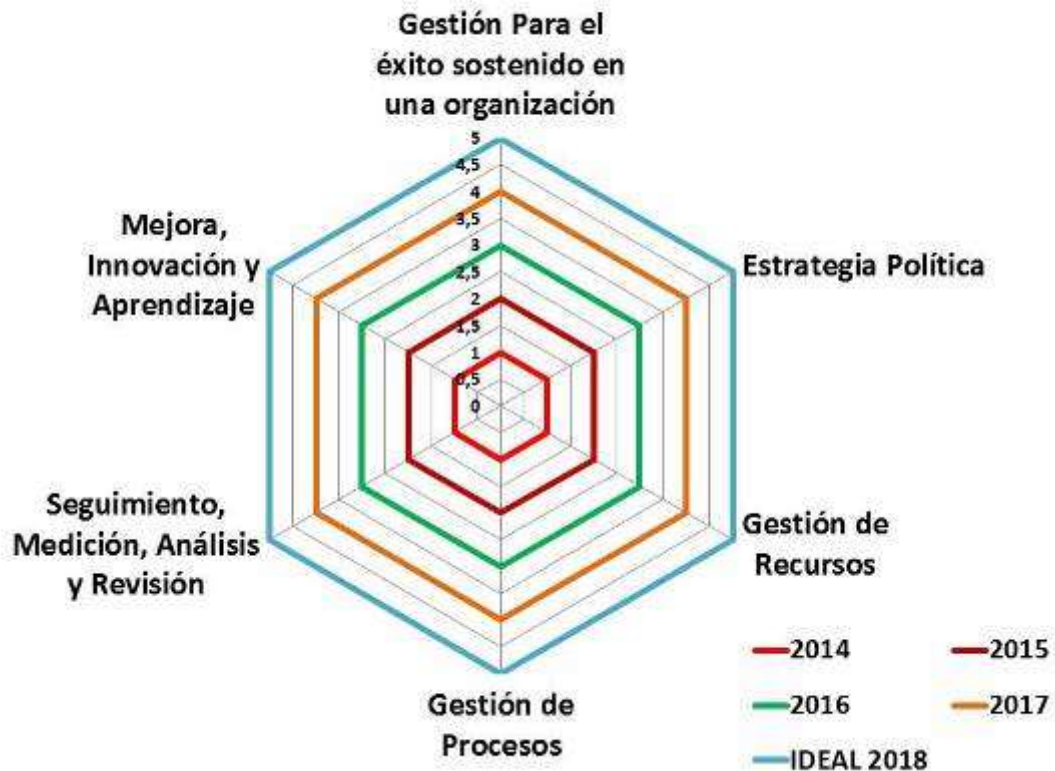 Gestión Para el
éxito sostenido en
una organización
5
4,5
4
3,5
3
2,5
2
1,5
1
0,5
0
Mejora,
Innovación y
Aprendizaje
Estrategia Política
Seguimiento,
Medición, Análisis
y Revisión
Gestión de
Recursos
Gestión de
Procesos
2014
2015
2016
2017
IDEAL 2018